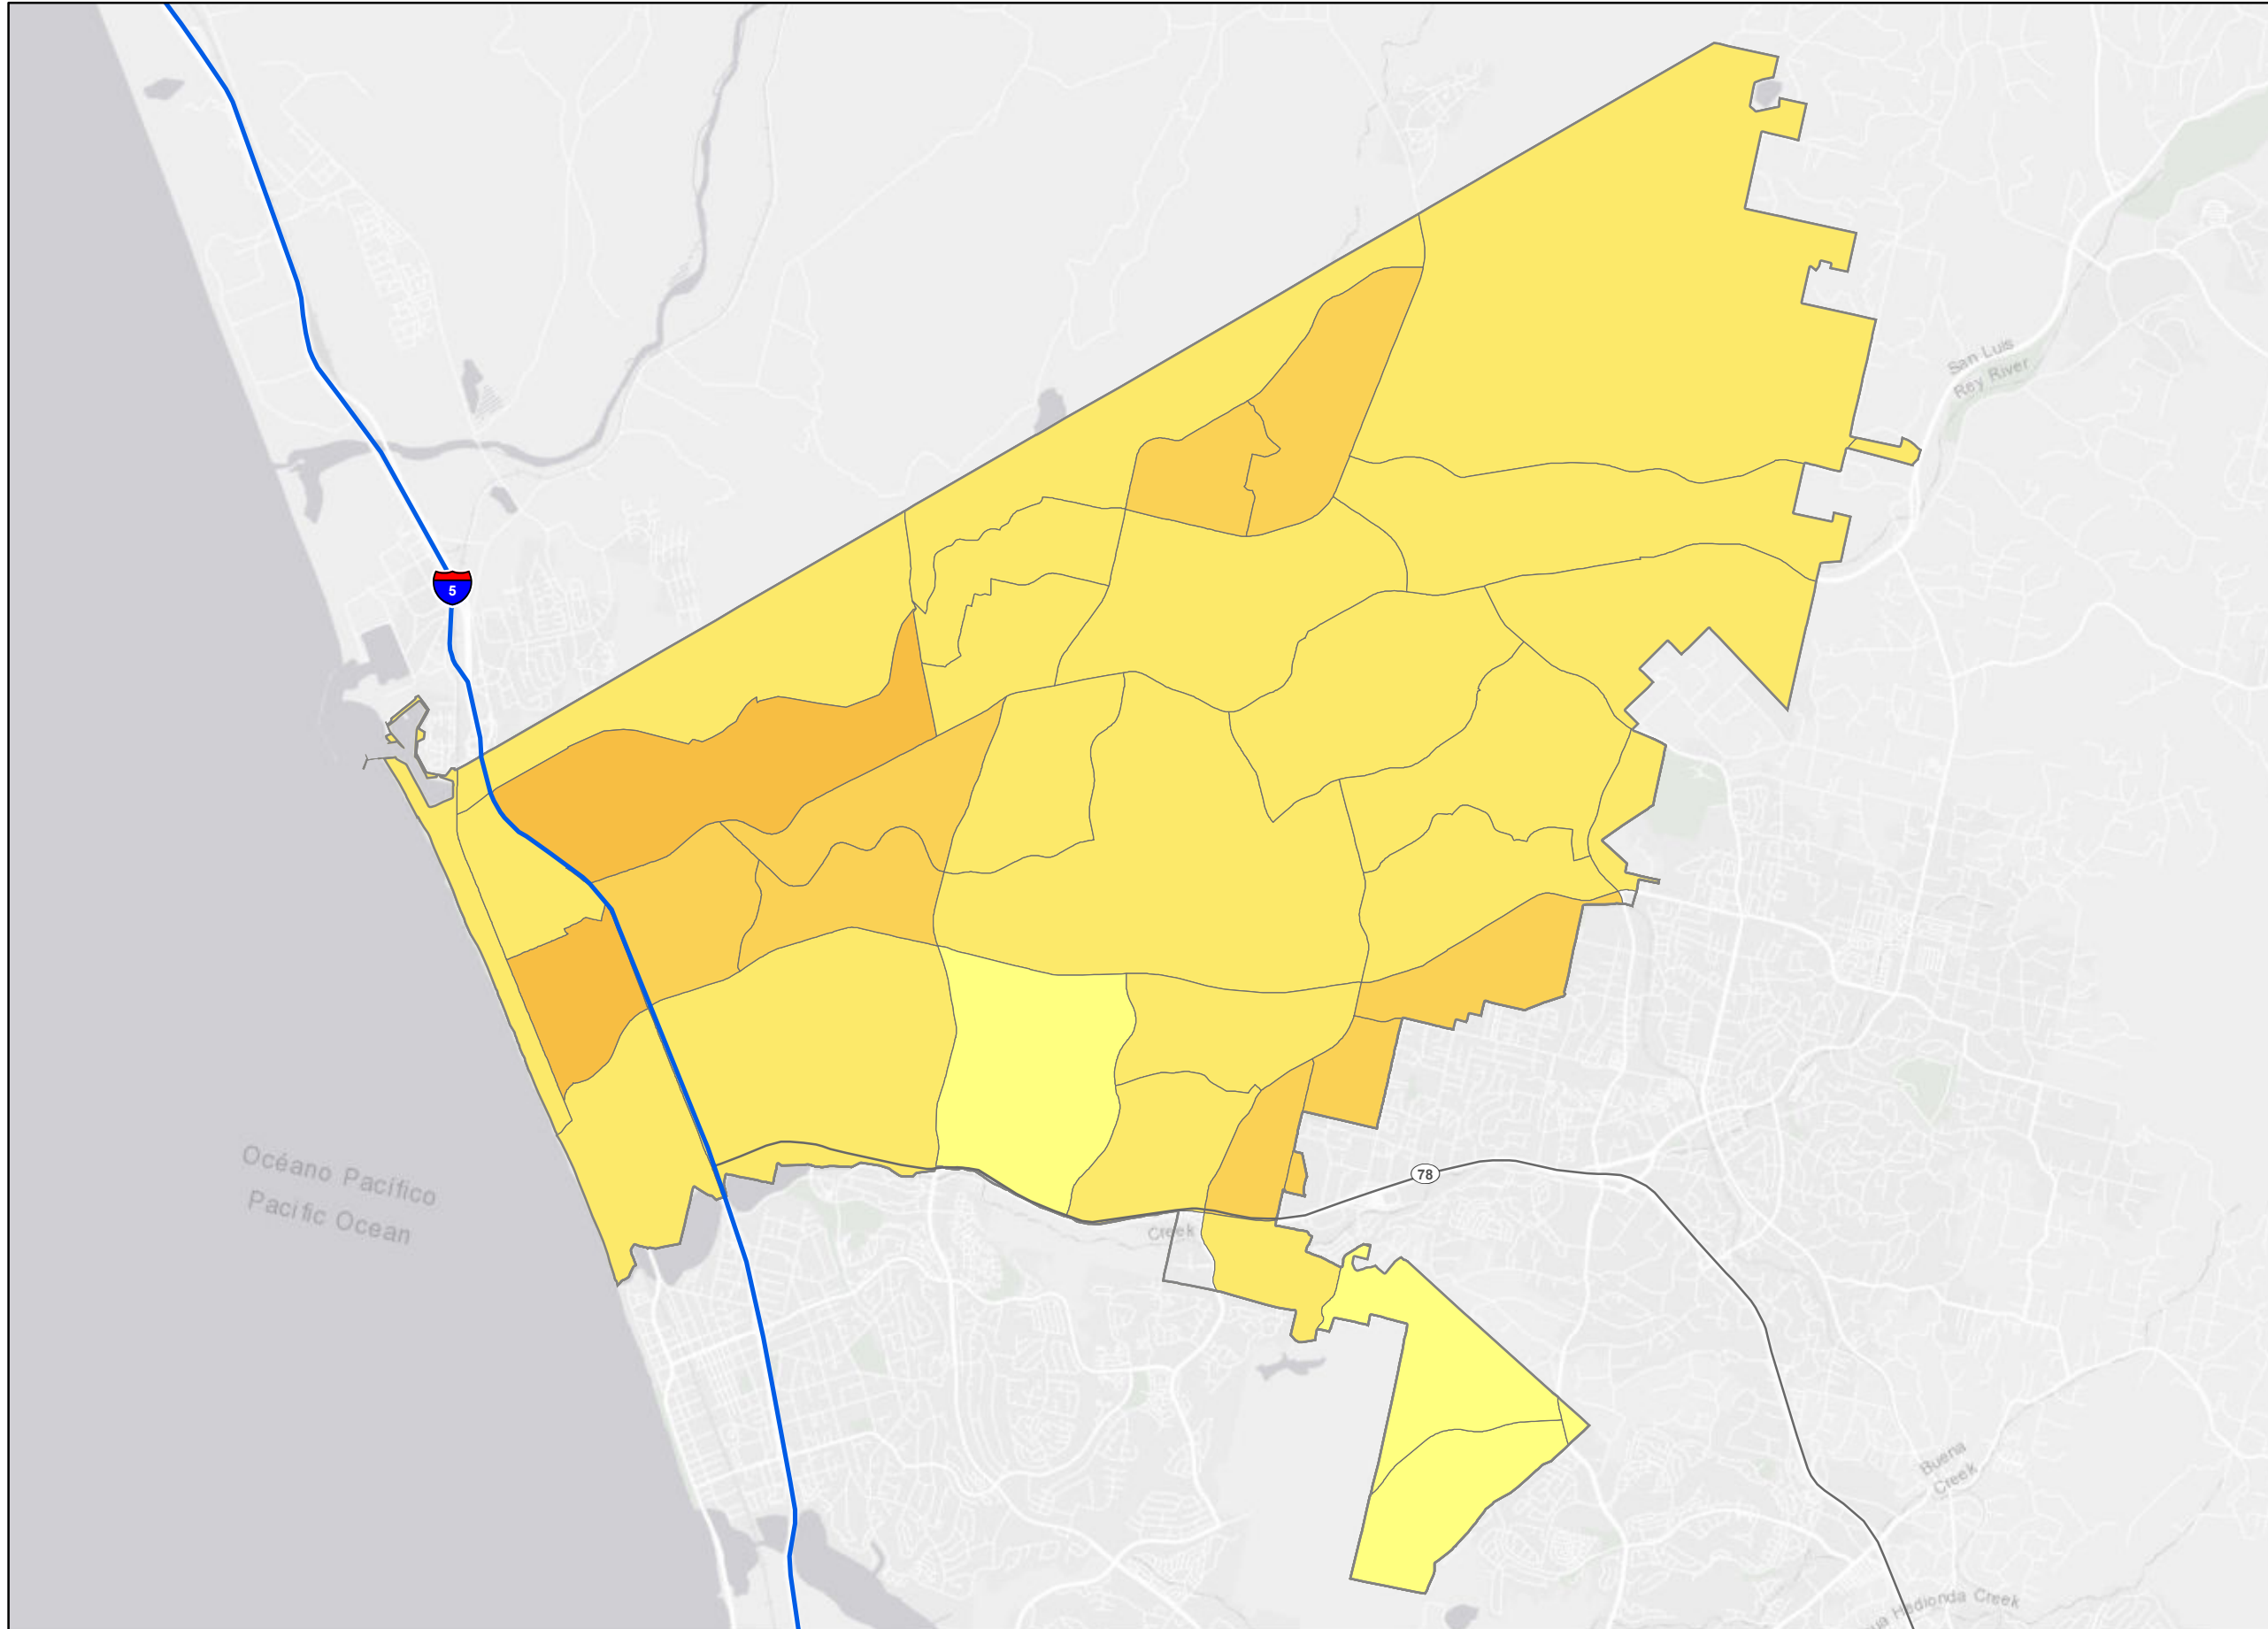 San Luis
Rey River
5
Océano Pacífico
Pacific Ocean
78
Creek
Buena
Creek
Hedionda Creek